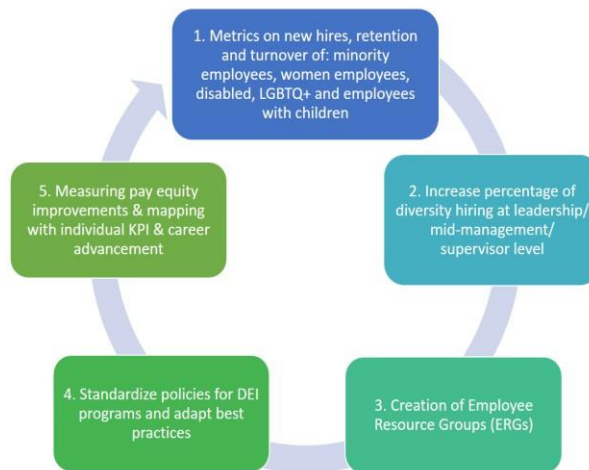 1. Metrics on new hires, retention
and turnover of: minority
employees, women employees,
disabled, LGBTQ+ and employees
with children
2. Increase percentage of
diversity hiring at leadership/
mid-management/
supervisor level
3. Creation of Employee
Resource Groups (ERGs)
4. Standardize policies for DEI
programs and adapt best
practices
5. Measuring pay equity
improvements & mapping
with individual KPI & career
advancement